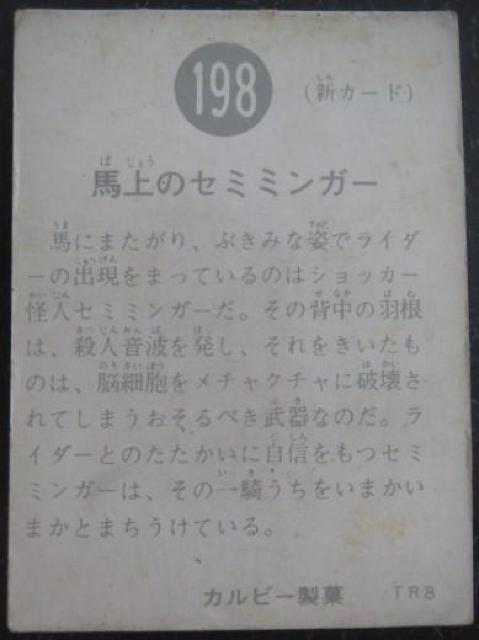 198
（新カード）
馬上のセミミンガー
馬にまたがり、ぶきみな姿でライダ
ーの出現をまっているのはショッカー
怪人セミミンガーだ。その背中の羽根
は、殺人音波を発し、それをきいたも
のは、脳細胞をメチャクチャに破壊さ
れてしまうおそるべき武器なのだ。ラ
イダーとのたたかいに自信をもつセミ
ミンガーは、その一騎うちをいまかい
まかとまちうけている。
カルビー製菓 TR8